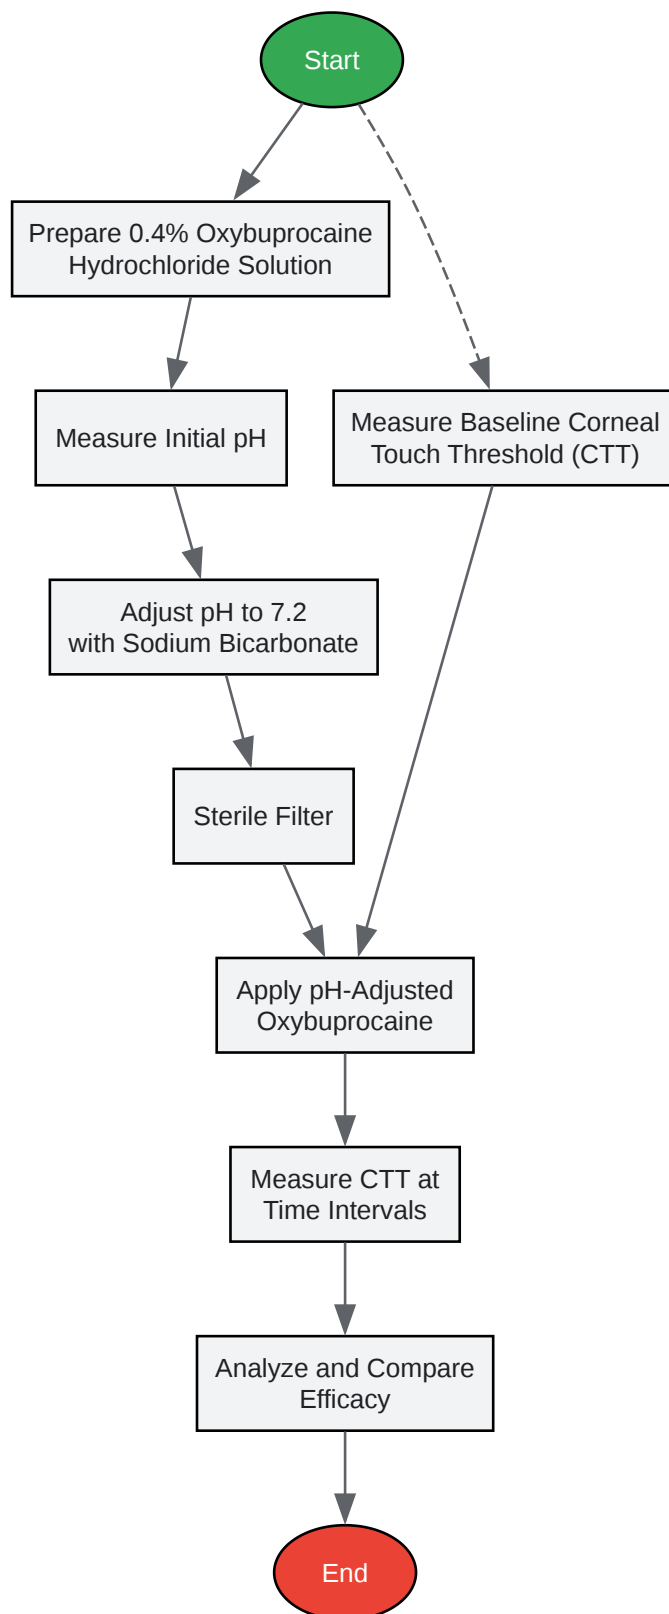 Start
Prepare 0.4% Oxybuprocaine
Hydrochloride Solution
Measure Initial pH
Measure Baseline Corneal
Touch Threshold (CTT)
Adjust pH to 7.2
with Sodium Bicarbonate
Sterile Filter
Apply pH-Adjusted
Oxybuprocaine
Measure CTT at
Time Intervals
Analyze and Compare
Efficacy
End